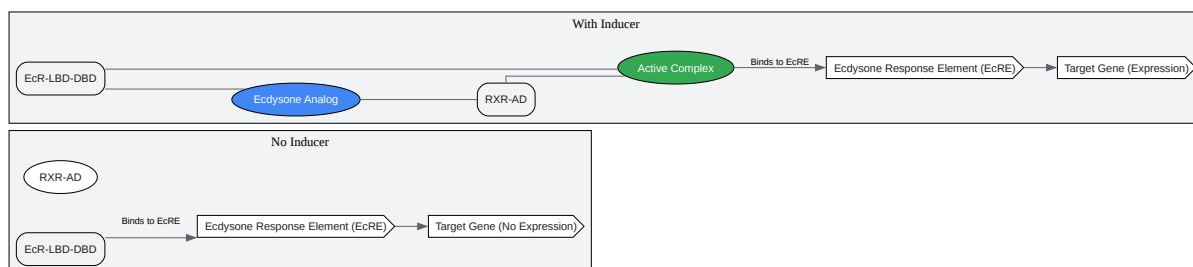 With Inducer
EcR-LBD-DBD
Ecdysone Analog
RXR-AD
Active Complex
Binds to EcRE
Ecdysone Response Element (EcRE)
Target Gene (Expression)
No Inducer
RXR-AD
EcR-LBD-DBD
Binds to EcRE
Ecdysone Response Element (EcRE)
Target Gene (No Expression)